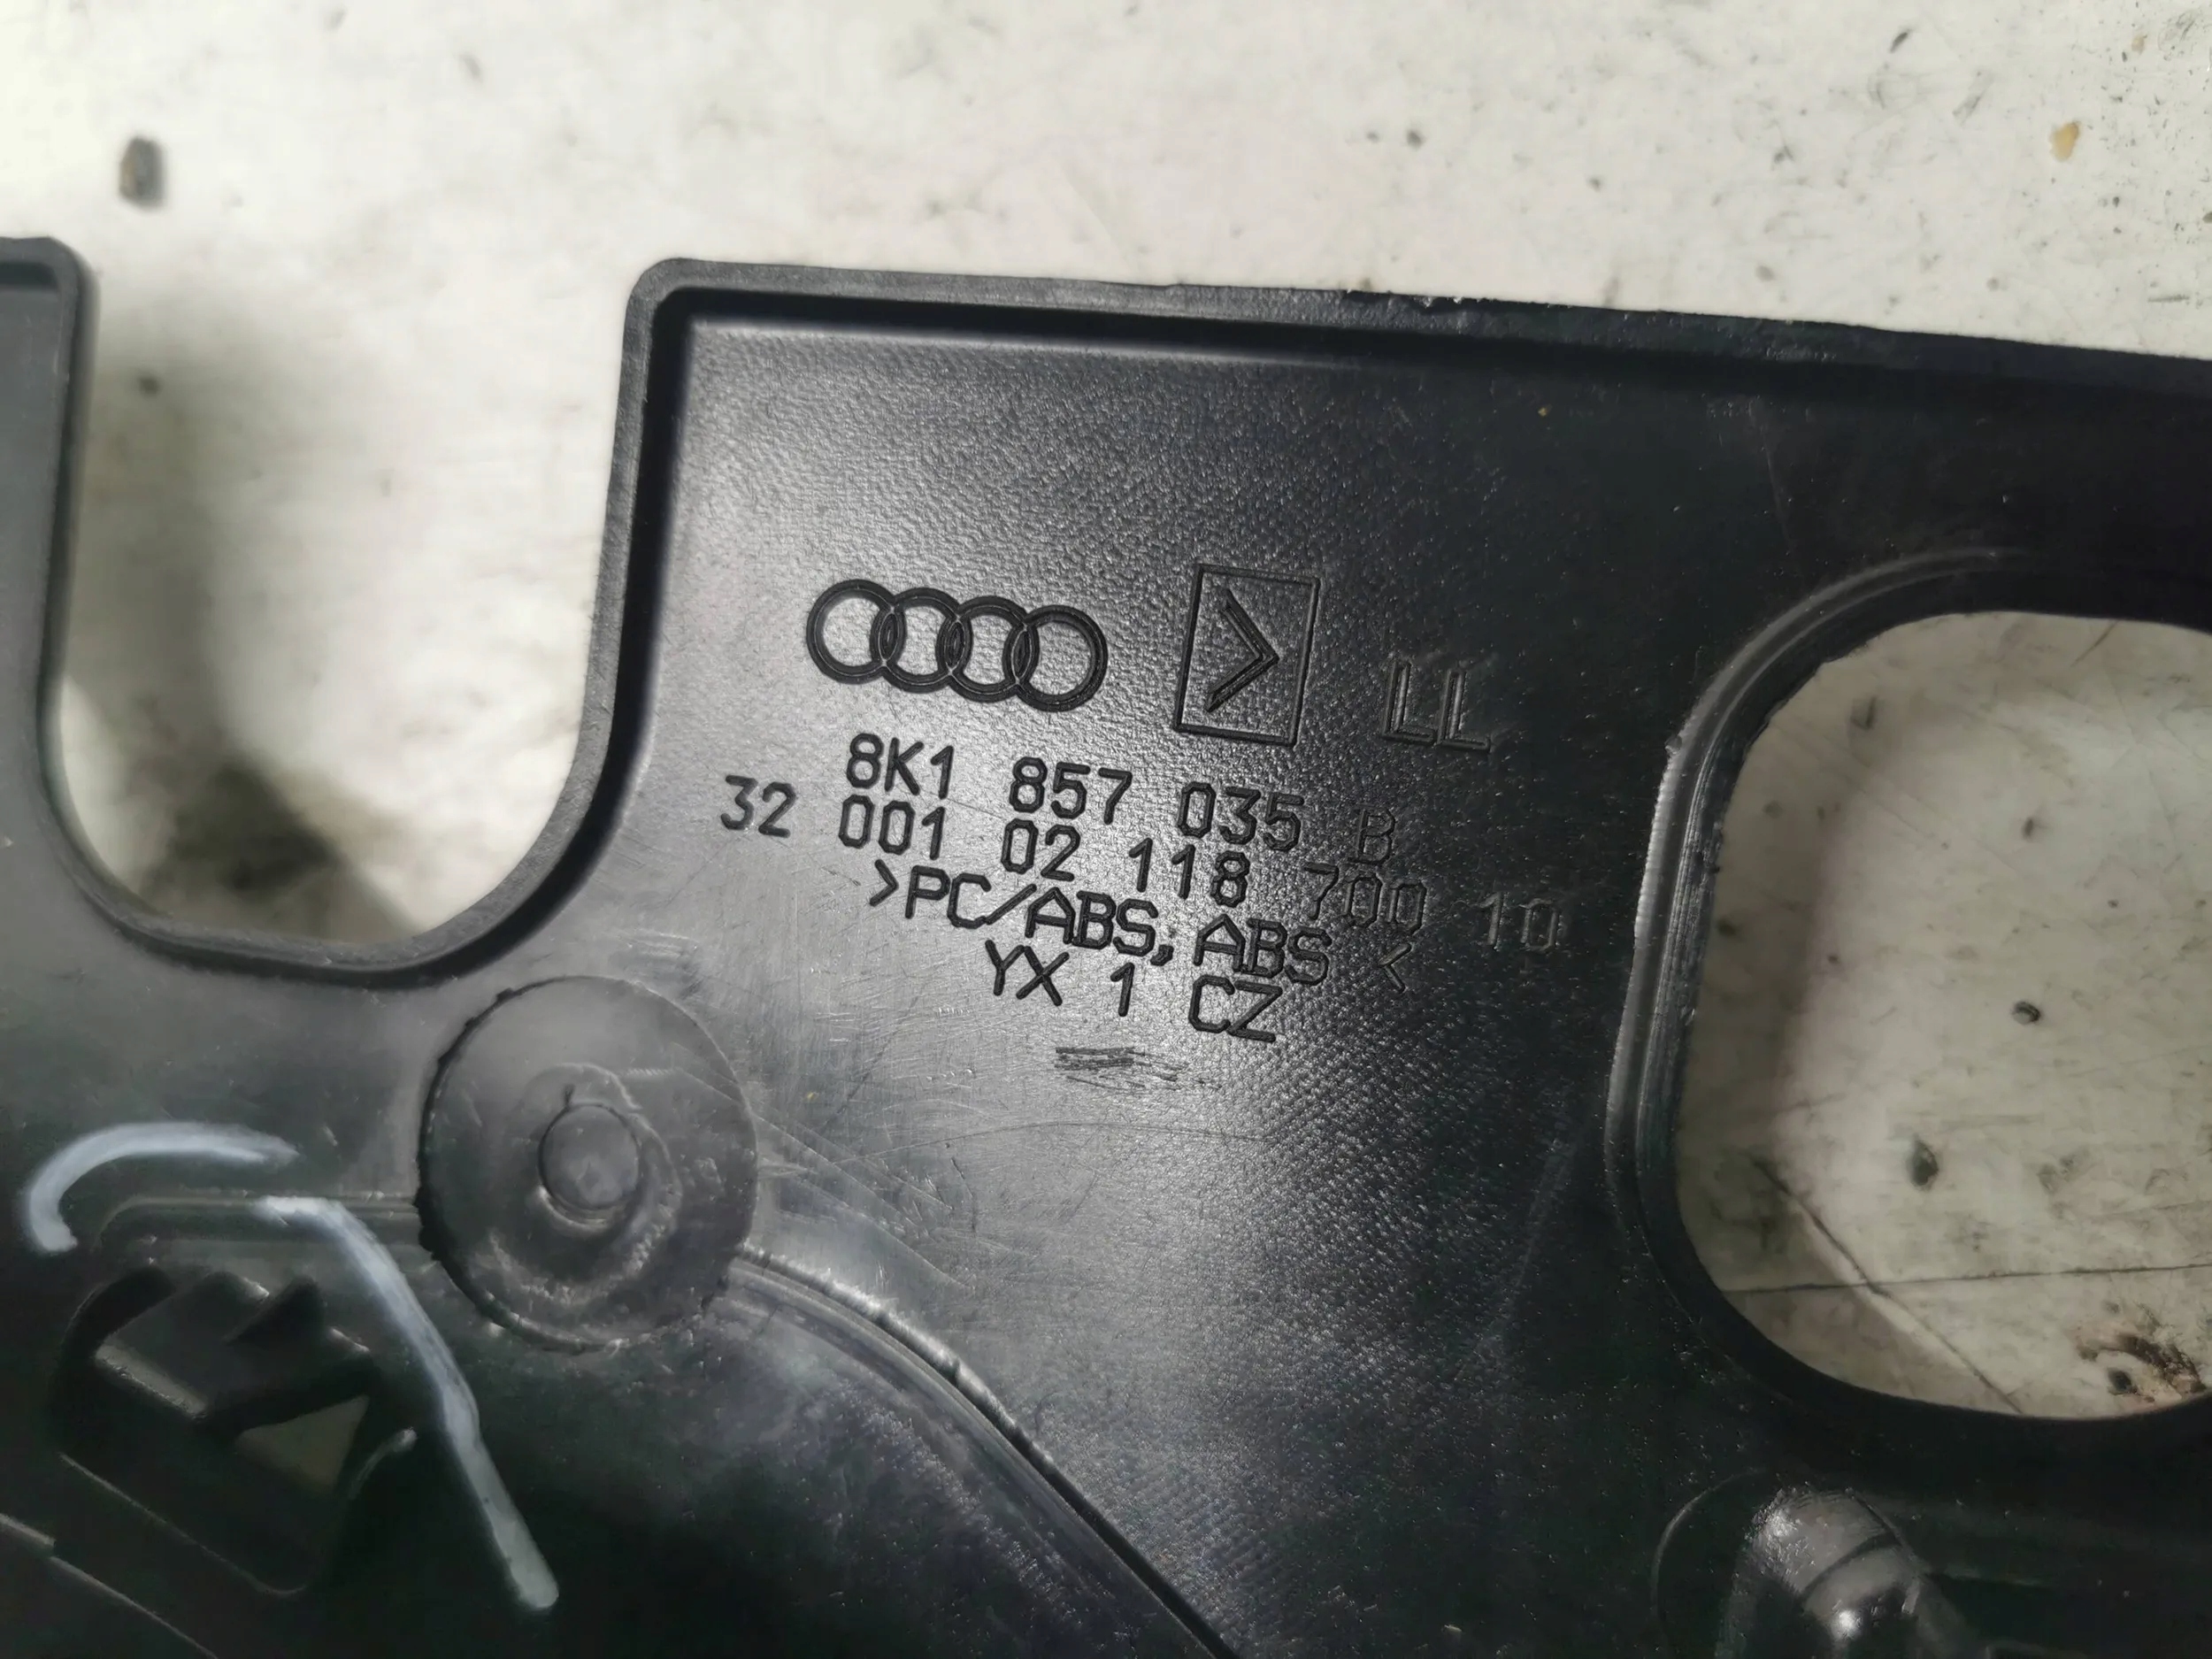 LL
8K1 857 035 B
32 001 02 118 700 10
>PC/ABS,ABS <
YX 1 CZ